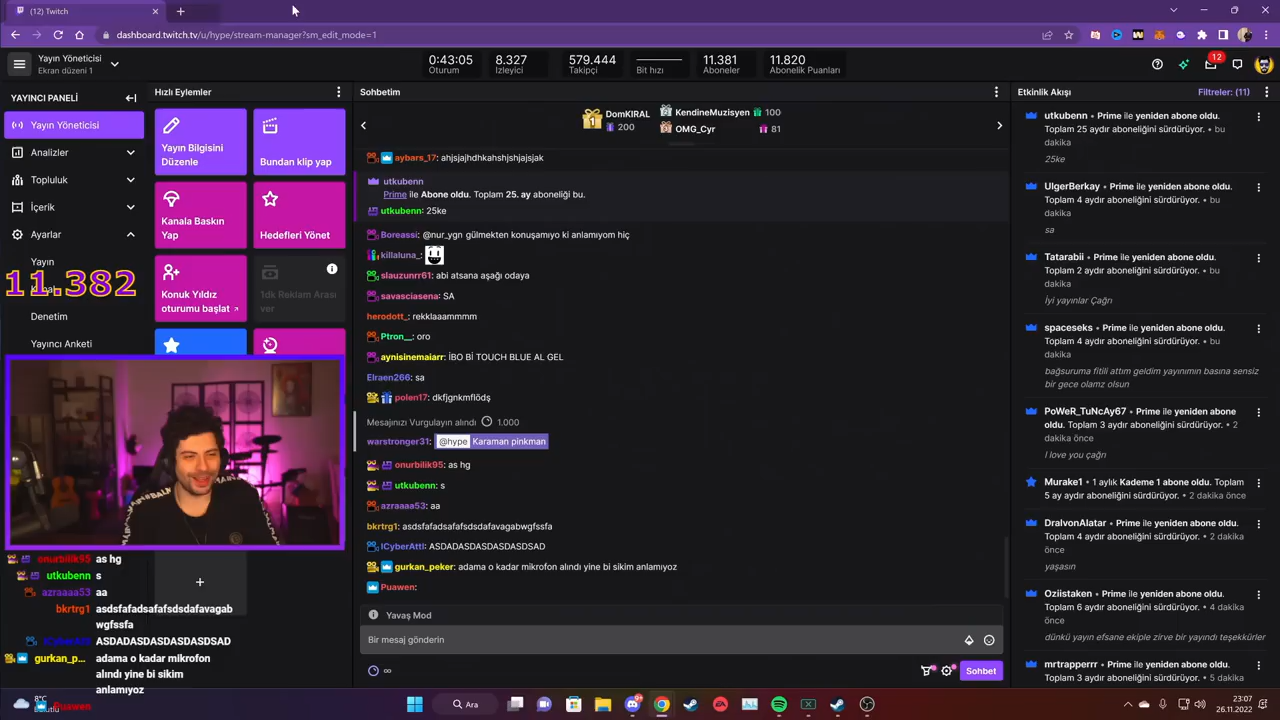 (12) Twitch
dashboard.twitch.tv/u/hype/stream-manager?sm_edit_mode=1
Yayın Yöneticisi
Ekran düzeni 1
0:43:05
Oturum
8.327
İzleyici
579.444
Takipçi
Bit hızı
11.381
Aboneler
11.820
Abonelik Puanları
12
YAYINCI PANELİ
Yayın Yöneticisi
Analizler
Topluluk
İçerik
Ayarlar
Yayın
11.382
Denetim
Yayıncı Anketi
Hızlı Eylemler
Yayın Bilgisini
Düzenle
Bundan klip yap
Kanala Baskın
Yap
Hedefleri Yönet
Konuk Yıldız
oturumu başlat
1dk Reklam Arası
ver
Sohbetim
1
DomKIRAL
200
KendineMuzisyen 100
OMG_Cyr 81
aybars_17: ahjsjajhdhkahshjshjajsjak
utkubenn
Prime ile Abone oldu. Toplam 25. ay aboneliği bu.
utkubenn: 25ke
Boreassi: @nur_ygn gülmekten konuşamıyo ki anlamıyom hiç
killaluna_:
slauzunrr61: abi atsana aşağı odaya
savasciasena: SA
herodott_: rekklaaammmm
Ptron__: oro
aynisinemaiarr: İBO Bİ TOUCH BLUE AL GEL
Elraen266: sa
polen17: dkfjgnkmflödş
Mesajınızı Vurgulayın alındı 1.000
warstronger31: @hype Karaman pinkman
onurbilik95: as hg
utkubenn: s
azraaaa53: aa
bkrtrg1: asdsfafadsafafsdsdafavagabwgfssfa
ICyberAttI: ASDADASDASDASDASDSAD
gurkan_peker: adama o kadar mikrofon alındı yine bi sikim anlamıyoz
Puawen:
Yavaş Mod
Bir mesaj gönderin
∞
Sohbet
Etkinlik Akışı
Filtreler: (11)
utkubenn • Prime ile yeniden abone oldu.
Toplam 25 aydır aboneliğini sürdürüyor. • bu
dakika
25ke
UlgerBerkay • Prime ile yeniden abone oldu.
Toplam 4 aydır aboneliğini sürdürüyor. • bu
dakika
sa
Tatarabii • Prime ile yeniden abone oldu.
Toplam 2 aydır aboneliğini sürdürüyor. • bu
dakika
İyi yayınlar Çağrı
spaceseks • Prime ile yeniden abone oldu.
Toplam 4 aydır aboneliğini sürdürüyor. • bu
dakika
bağsuruma fitili attım geldim yayınımın basına sensiz
bir gece olamz olsun
PoWeR_TuNcAy67 • Prime ile yeniden abone
oldu. Toplam 3 aydır aboneliğini sürdürüyor. • 2
dakika önce
I love you çağrı
Murake1 • 1 aylık Kademe 1 abone oldu. Toplam
5 ay aydır aboneliğini sürdürüyor. • 2 dakika önce
DralvonAlatar • Prime ile yeniden abone oldu.
Toplam 4 aydır aboneliğini sürdürüyor. • 4 dakika
önce
yaşasın
Oziistaken • Prime ile yeniden abone oldu.
Toplam 6 aydır aboneliğini sürdürüyor. • 4 dakika
önce
dünkü yayın efsane ekiple zirve bir yayındı teşekkürler
mrtrapperrr • Prime ile yeniden abone oldu.
Toplam 3 aydır aboneliğini sürdürüyor. • 5 dakika
onurbilik95 as hg
utkubenn s
azraaaa53 aa
bkrtrg1 asdsfafadsafafsdsdafavagab
wgfssfa
ICyberAttI ASDADASDASDASDASDSAD
gurkan_p... adama o kadar mikrofon
alındı yine bi sikim
anlamıyoz
Puawen
8°C
Ara
23:07
26.11.2022